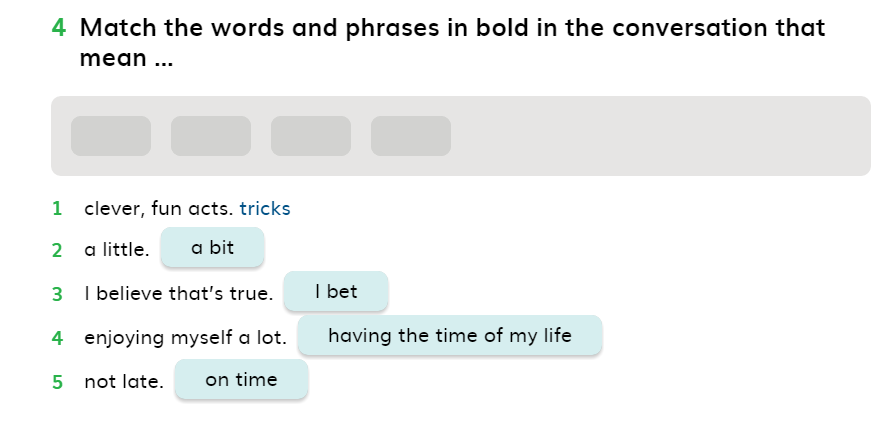 4 Match the words and phrases in bold in the conversation that
mean ...
1 clever, fun acts. tricks
2 a little. a bit
3 I believe that’s true. I bet
4 enjoying myself a lot. having the time of my life
5 not late. on time